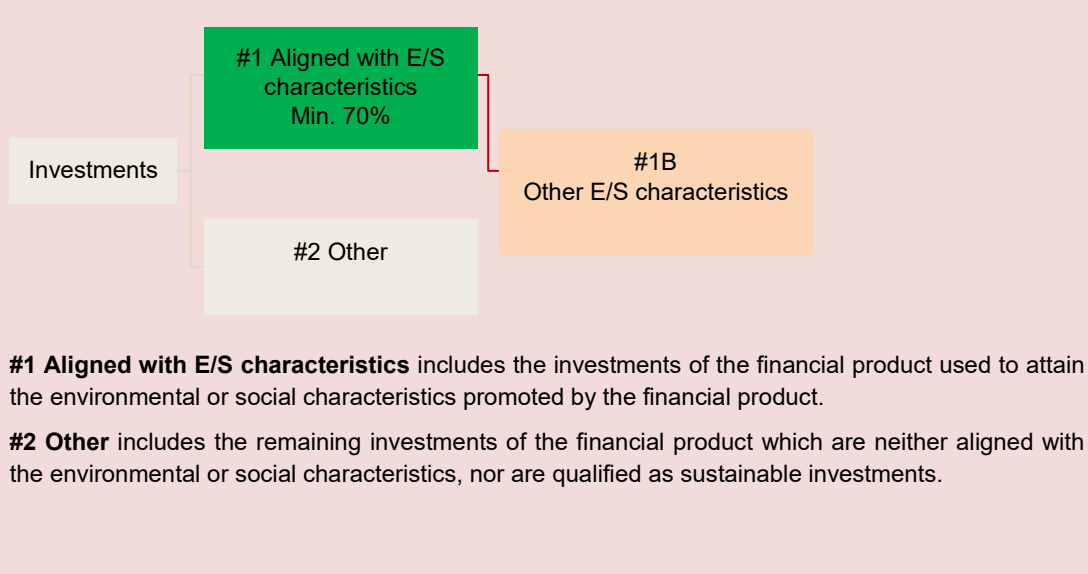 #1 Aligned with E/S
characteristics
Min. 70%
Investments
#1B
Other E/S characteristics
#2 Other
#1 Aligned with E/S characteristics includes the investments of the financial product used to attain
the environmental or social characteristics promoted by the financial product.
#2 Other includes the remaining investments of the financial product which are neither aligned with
the environmental or social characteristics, nor are qualified as sustainable investments.